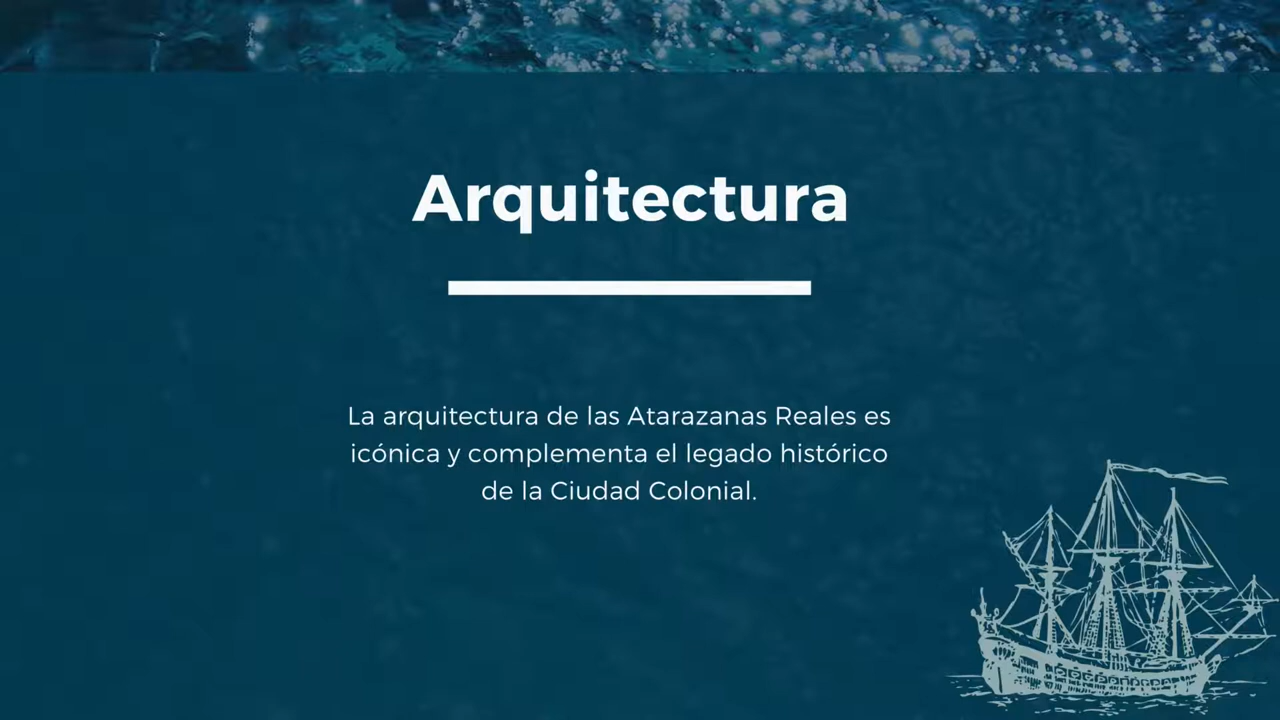 Arquitectura
La arquitectura de las Atarazanas Reales es
icónica y complementa el legado histórico
de la Ciudad Colonial.